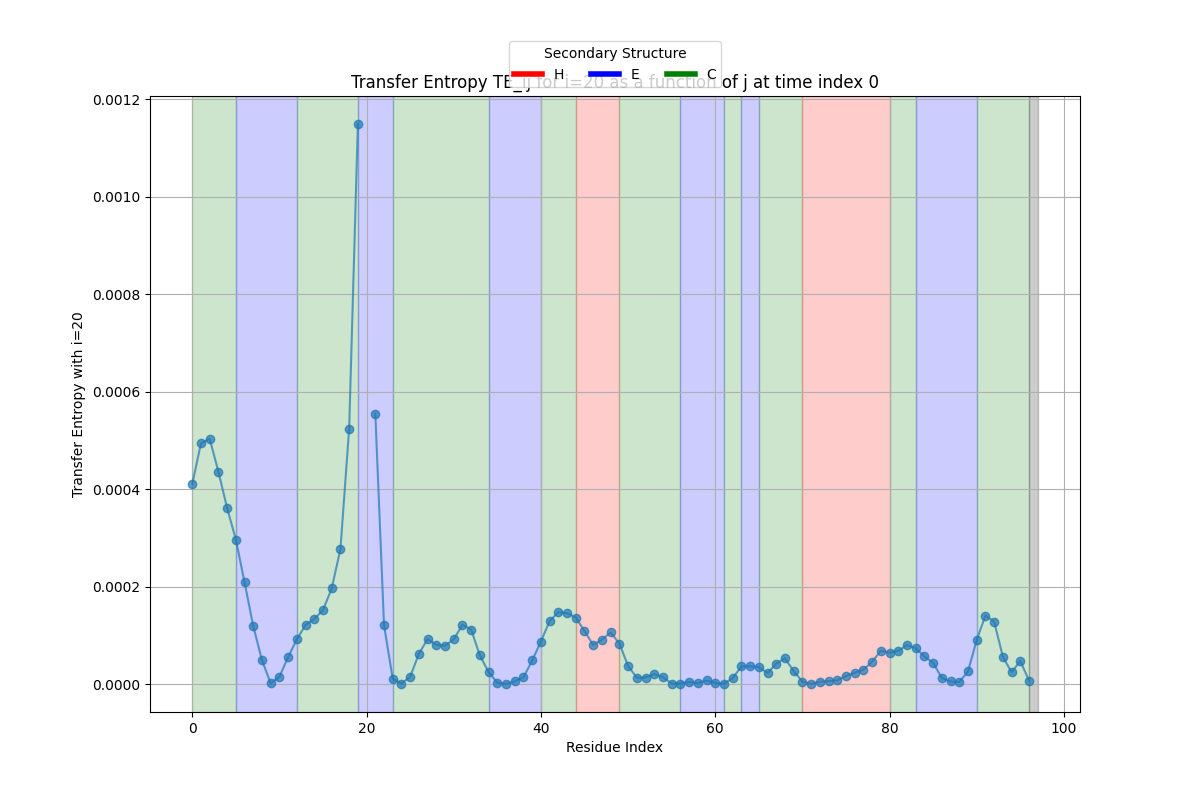 Secondary Structure
H E C
Transfer Entropy TE_ij for i=20 as a function of j at time index 0
0.0012
0.0010
0.0008
0.0006
0.0004
0.0002
0.0000
Transfer Entropy with i=20
0 20 40 60 80 100
Residue Index